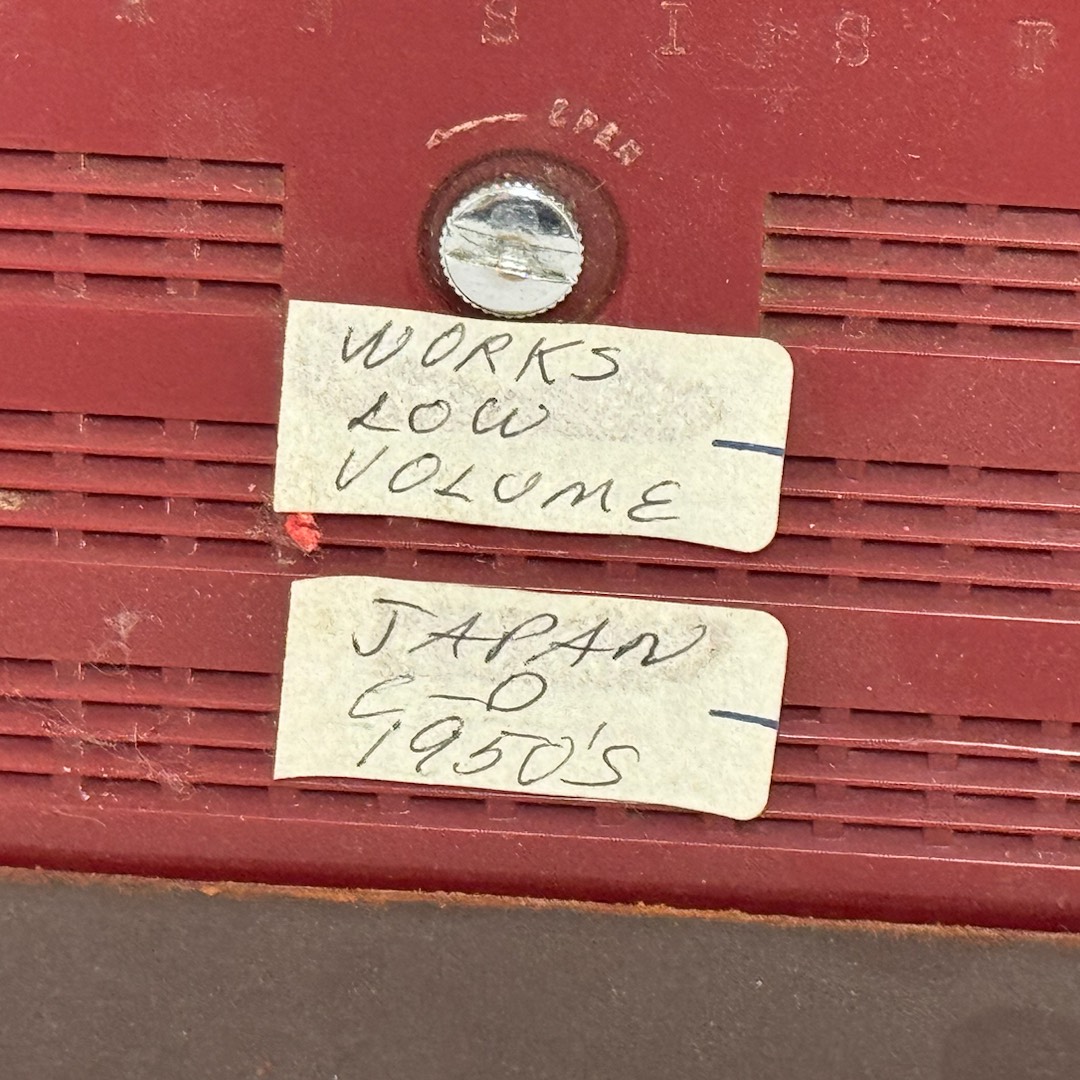 S I S T
OPEN
WORKS
LOW
VOLUME
JAPAN
C-O
1950'S